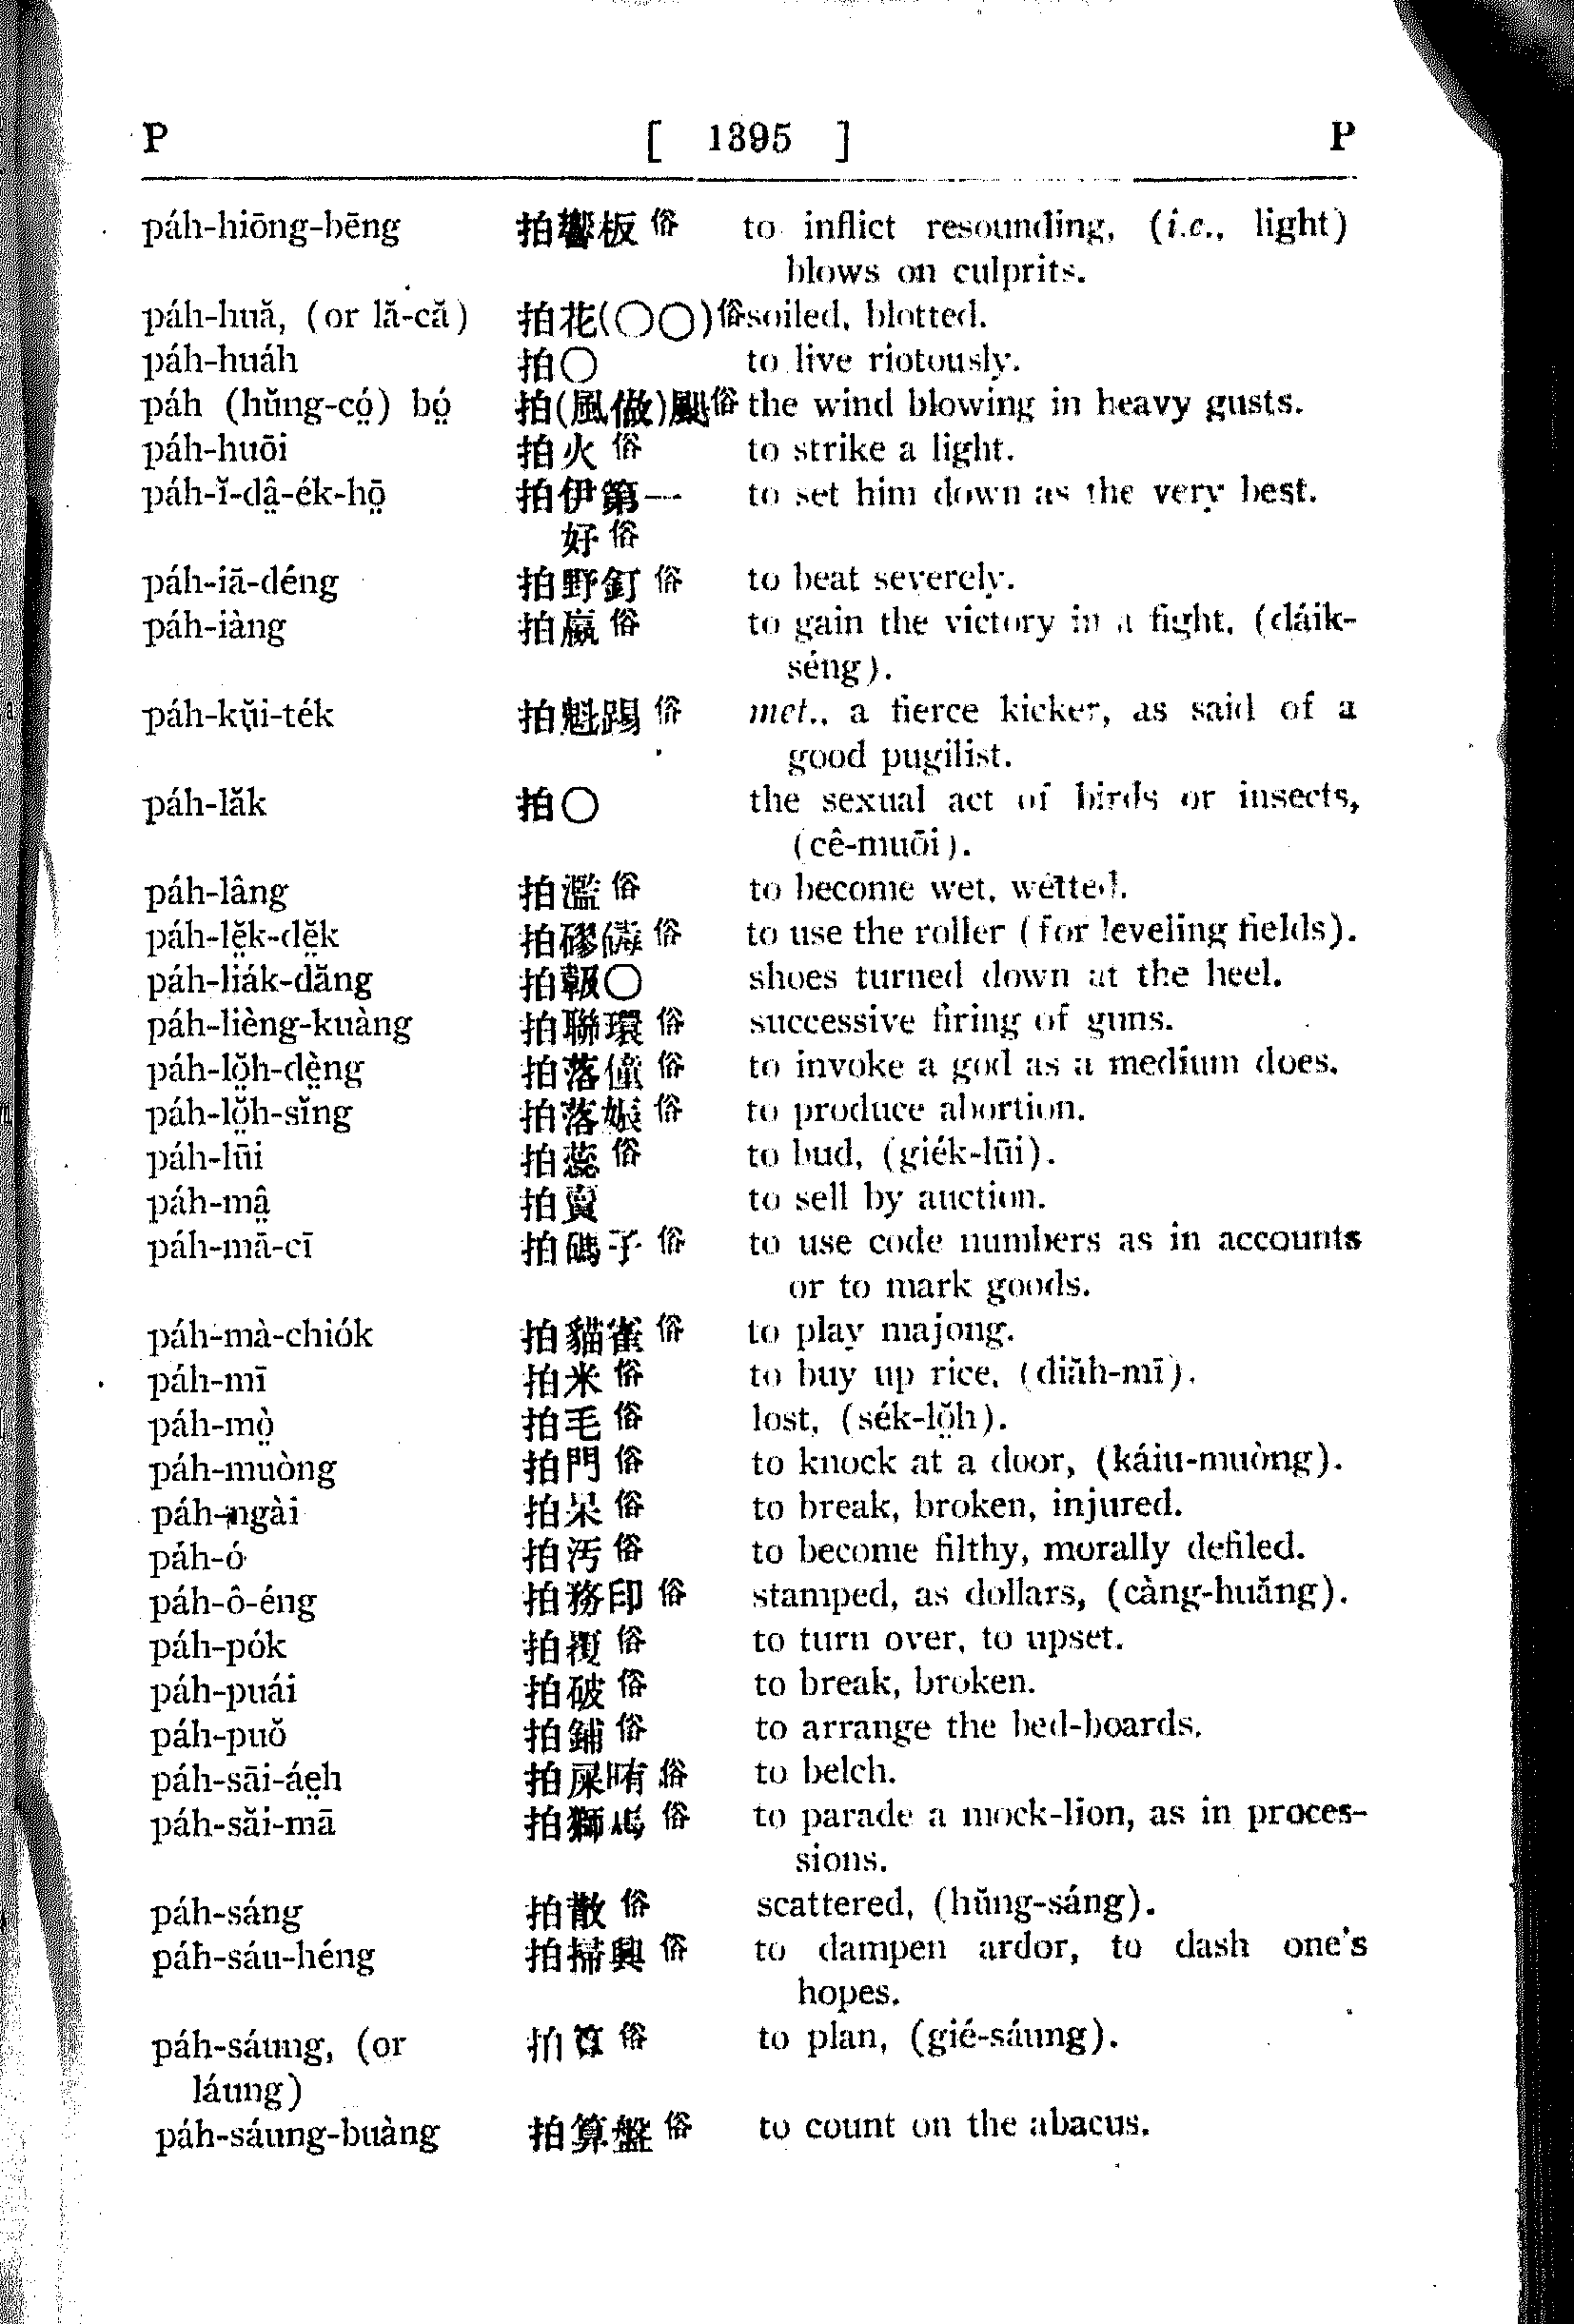 P [ 1395 ] P
páh-hiōng-bēng 拍響板俗 to inflict resounding, (i.e., light)
blows on culprits.
páh-huă, (or lă-că) 拍花(〇〇)俗 soiled, blotted.
páh-huáh 拍〇 to live riotously.
páh (hŭng-có̤) bó̤ 拍(風做)颰俗 the wind blowing in heavy gusts.
páh-huōi 拍火俗 to strike a light.
páh-ĭ-dâ̤-ék-hō̤ 拍伊第一 to set him down as the very best.
好俗
páh-iā-déng 拍野釘俗 to beat severely.
páh-iàng 拍嬴俗 to gain the victory in a fight, (dáik-
séng).
páh-kṳ̆i-ték 拍魁踢俗 met., a fierce kicker, as said of a
good pugilist.
páh-lăk 拍〇 the sexual act of birds or insects,
(cê-muōi).
páh-lâng 拍濫俗 to become wet, wetted.
páh-lĕ̤k-dĕ̤k 拍磟 俗 to use the roller (for leveling fields).
páh-liák-dăng 拍〇 shoes turned down at the heel.
páh-lièng-kuàng 拍聯環俗 successive firing of guns.
páh-lŏ̤h-dè̤ng 拍落僮俗 to invoke a god as a medium does.
páh-lŏ̤h-sĭng 拍落娠俗 to produce abortion.
páh-lūi 拍蕊俗 to bud, (giék-lūi).
páh-mâ̤ 拍賣 to sell by auction.
páh-mā-cī 拍碼子俗 to use code numbers as in accounts
or to mark goods.
páh-mà-chiók 拍貓雀俗 to play majong.
páh-mī 拍米俗 to buy up rice, (diăh-mī).
páh-mò̤ 拍毛俗 lost, (sék-lŏ̤h).
páh-muòng 拍門俗 to knock at a door, (káiu-muòng).
páh-ngài 拍呆俗 to break, broken, injured.
páh-ó 拍汚俗 to become filthy, morally defiled.
páh-ô-éng 拍務印俗 stamped, as dollars, (càng-huăng).
páh-pók 拍覆俗 to turn over, to upset.
páh-puái 拍破俗 to break, broken.
páh-puŏ 拍鋪俗 to arrange the bed-boards.
páh-sāi-áe̤h 拍屎 俗 to belch.
páh-săi-mā 拍獅馬俗 to parade a mock-lion, as in proces-
sions.
páh-sáng 拍散俗 scattered, (hŭng-sáng).
páh-sáu-héng 拍掃興俗 to dampen ardor, to dash one's
hopes.
páh-sáung, (or 拍算俗 to plan, (gié-sáung).
láung)
páh-sáung-buàng 拍算盤俗 to count on the abacus.